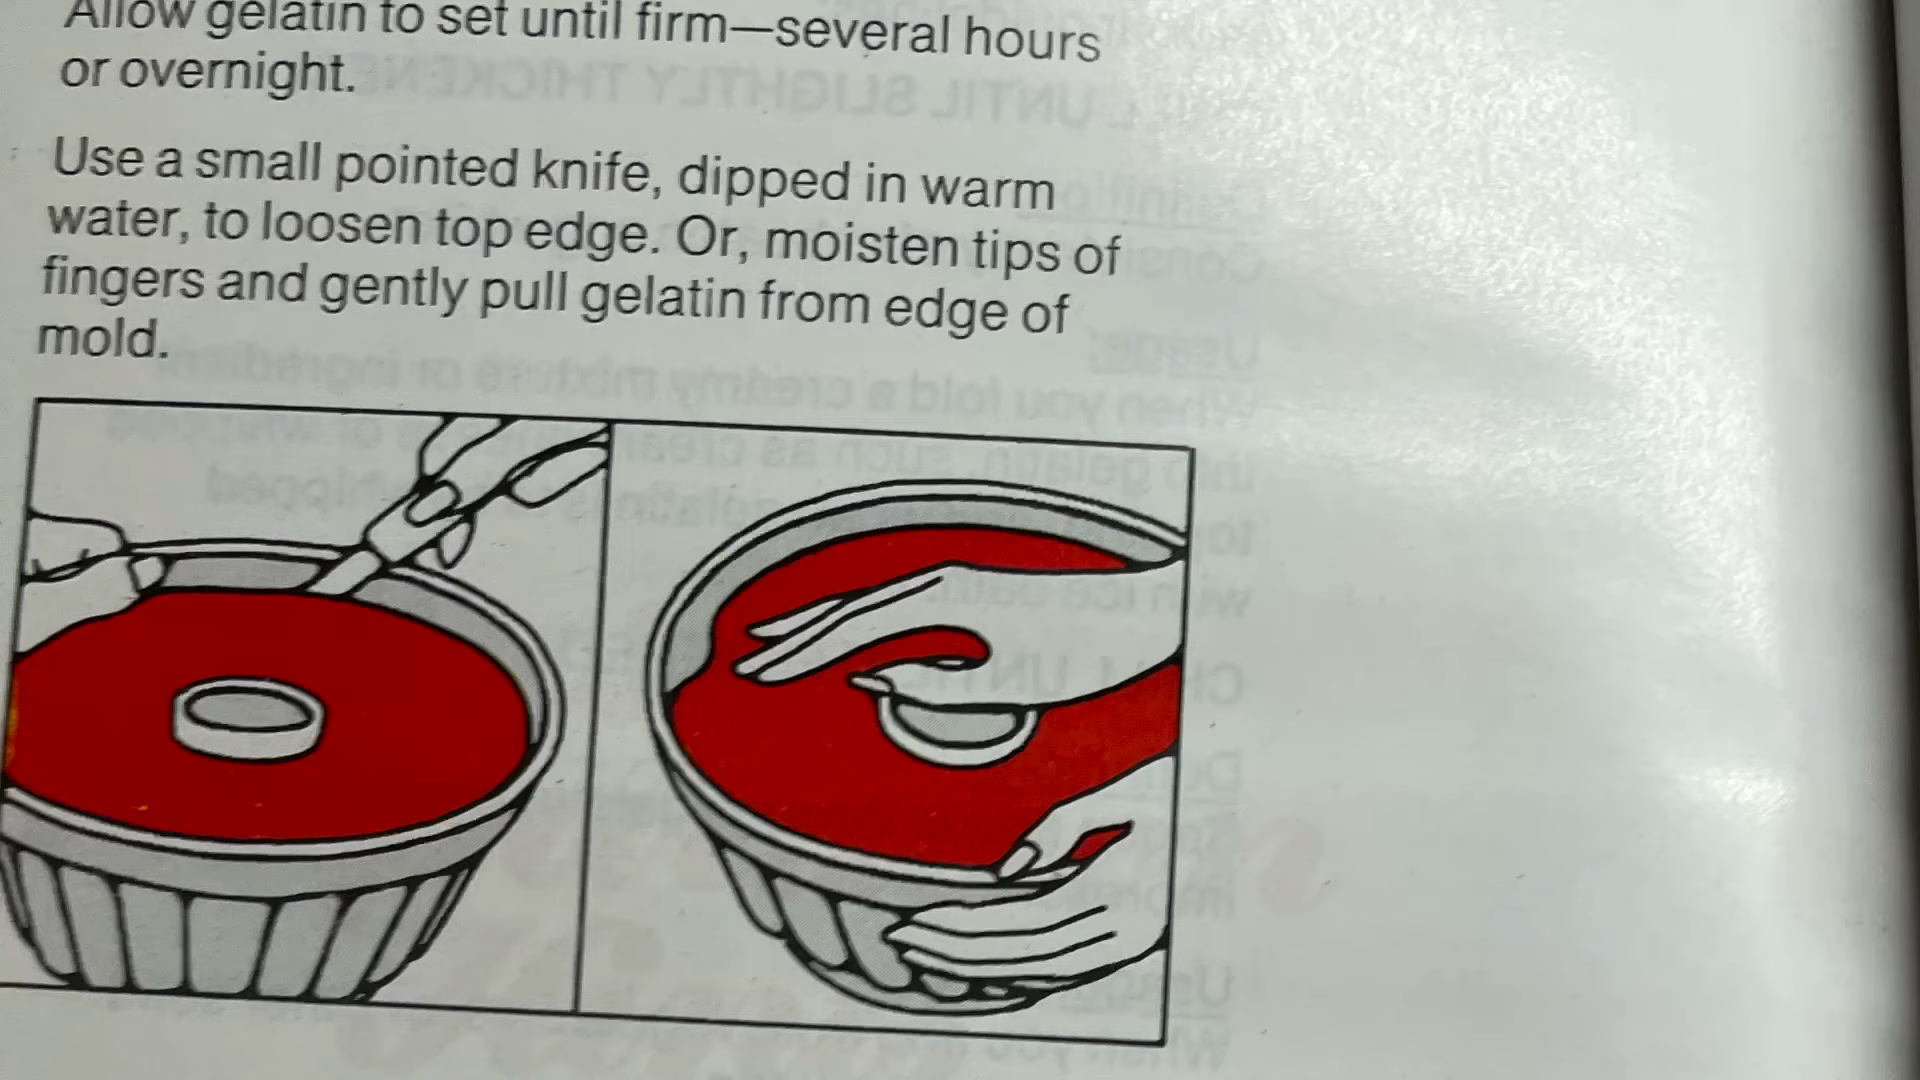 Allow gelatin to set until firm—several hours
or overnight.
Use a small pointed knife, dipped in warm
water, to loosen top edge. Or, moisten tips of
fingers and gently pull gelatin from edge of
mold.